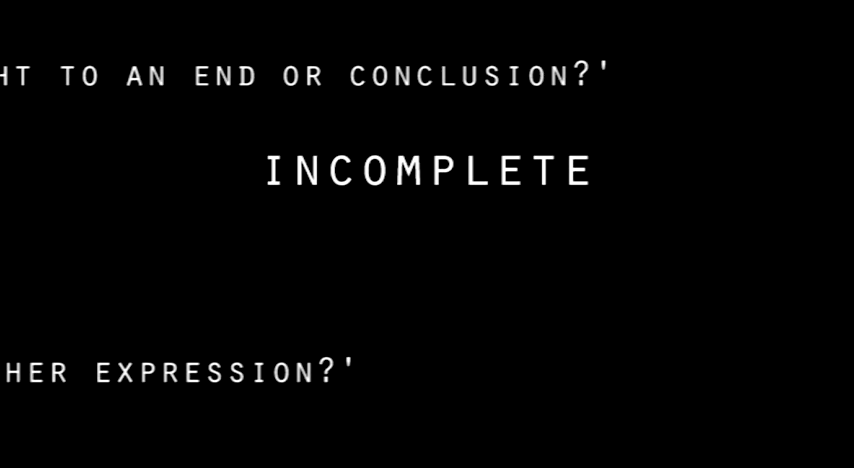 HT TO AN END OR CONCLUSION?'
INCOMPLETE
HER EXPRESSION?'